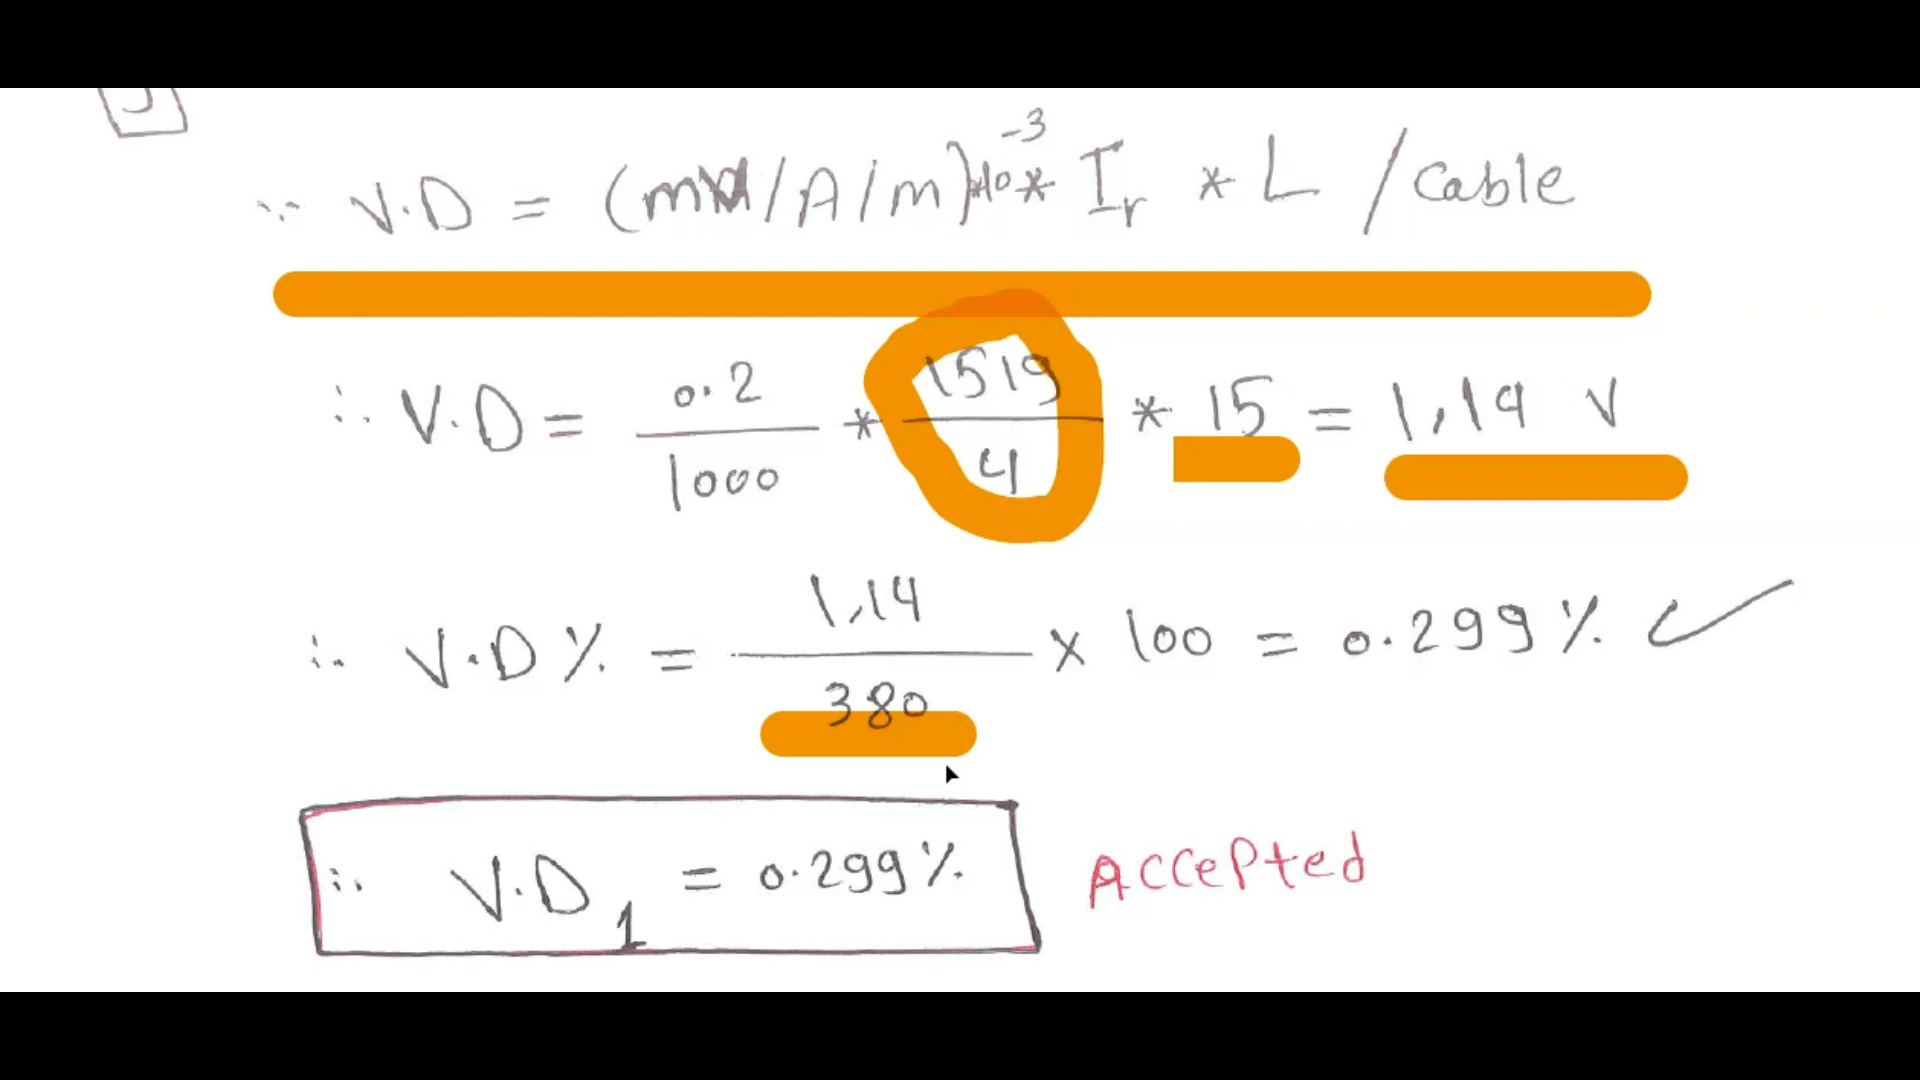 ∴ V.D = (mV/A/m)*10^-3 * Ir * L /Cable
∴ V.D = 0.2/1000 * 1519/4 * 15 = 1,14 V
∴ V.D % = 1,14/380 x 100 = 0.299 % ✓
∴ V.D1 = 0.299 %
Accepted